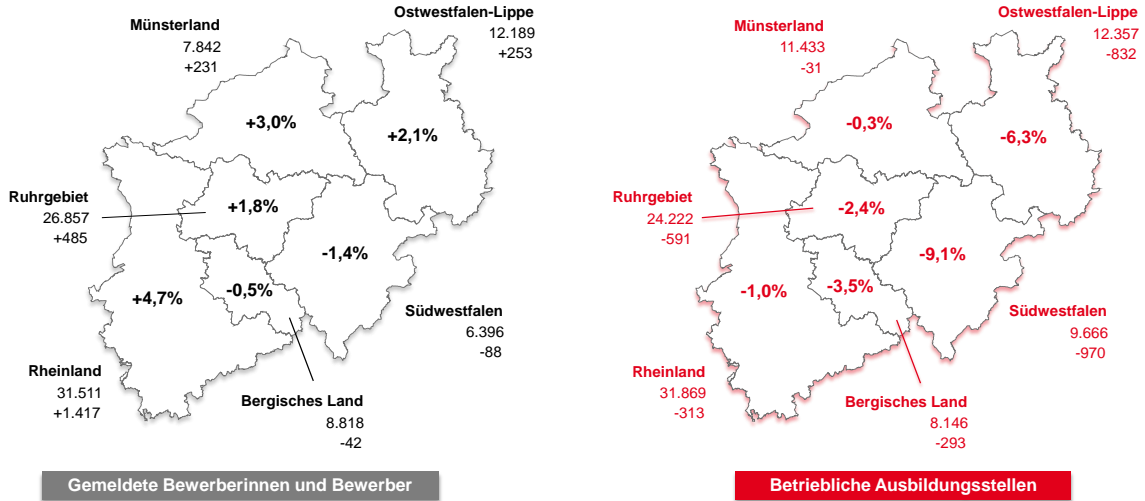 Münsterland
7.842
+231
Ostwestfalen-Lippe
12.189
+253
+3,0%
+2,1%
Ruhrgebiet
26.857
+485
+1,8%
-1,4%
+4,7%
-0,5%
Südwestfalen
6.396
-88
Rheinland
31.511
+1.417
Bergisches Land
8.818
-42
Gemeldete Bewerberinnen und Bewerber
Münsterland
11.433
-31
Ostwestfalen-Lippe
12.357
-832
-0,3%
-6,3%
Ruhrgebiet
24.222
-591
-2,4%
-9,1%
-1,0%
-3,5%
Südwestfalen
9.666
-970
Rheinland
31.869
-313
Bergisches Land
8.146
-293
Betriebliche Ausbildungsstellen